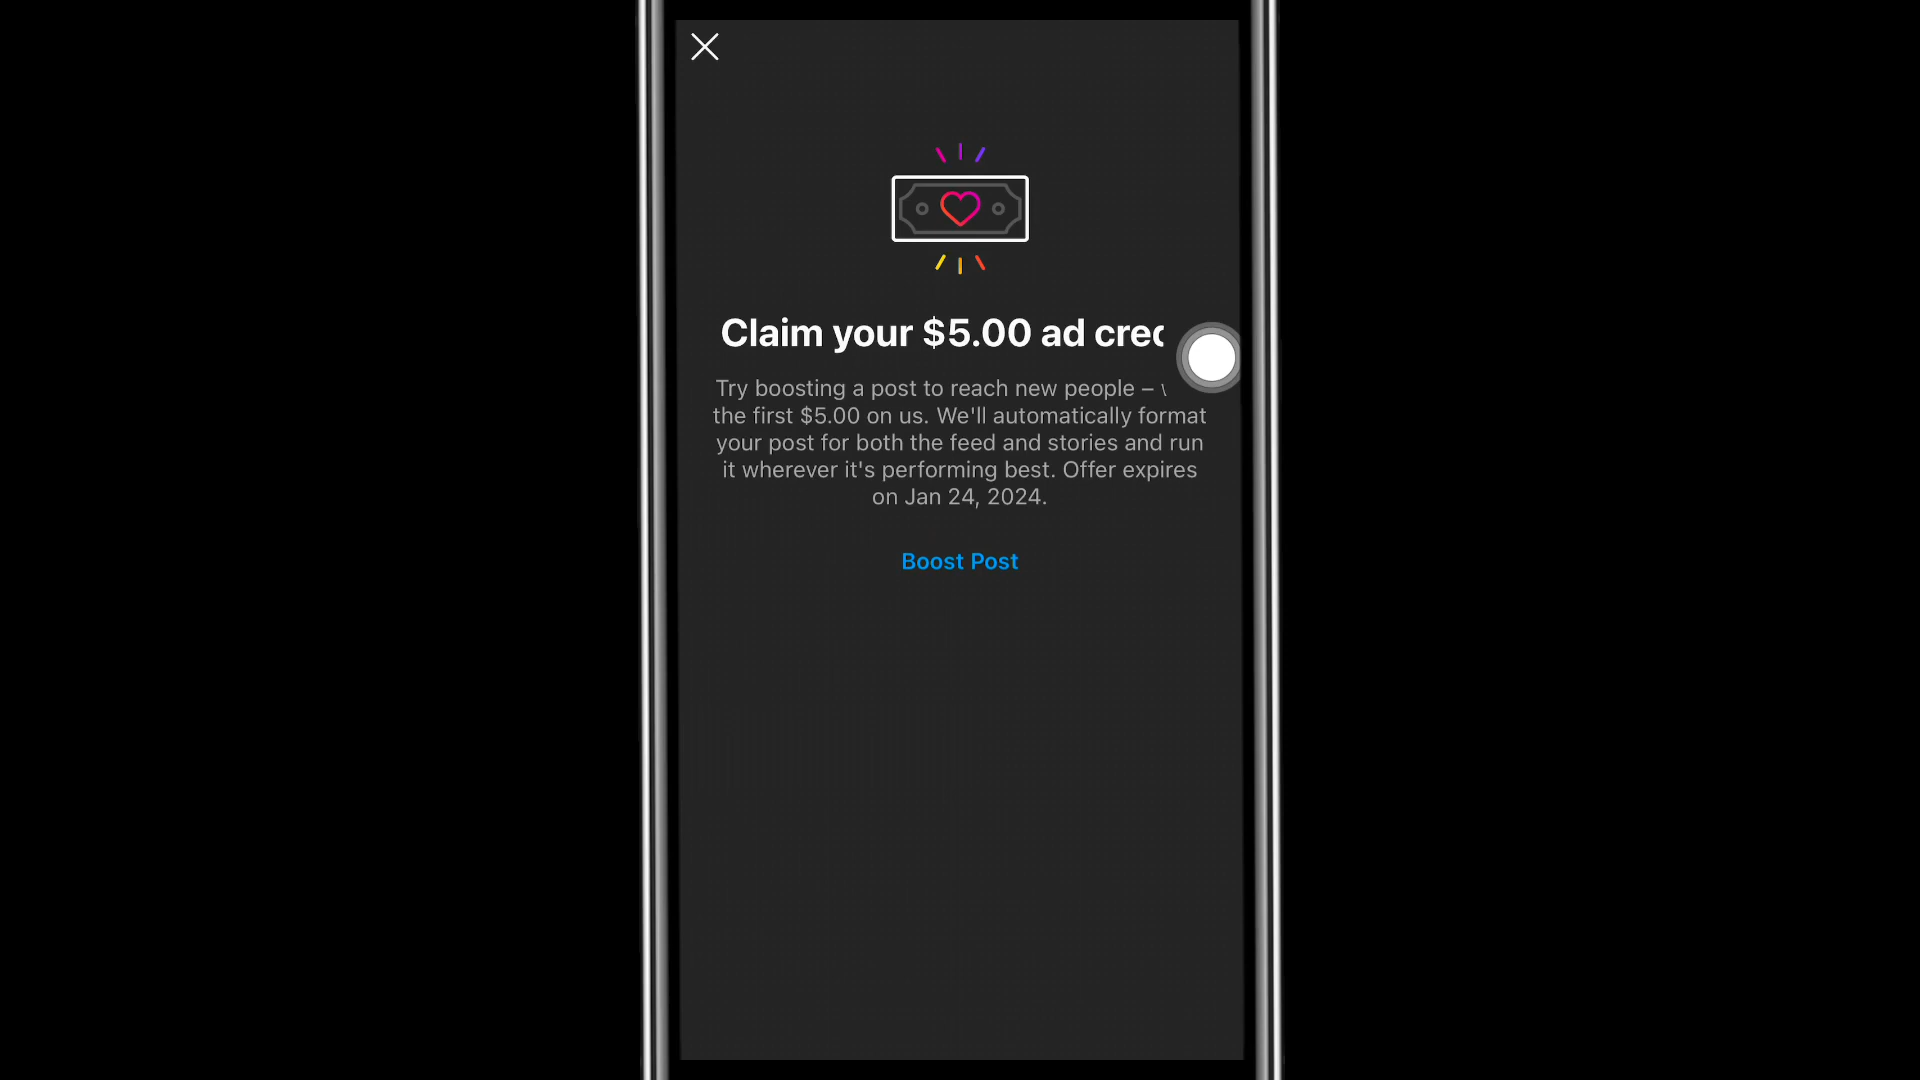 Claim your $5.00 ad
Try boosting a post to reach new people –
the first $5.00 on us. We'll automatically format
your post for both the feed and stories and run
it wherever it's performing best. Offer expires
on Jan 24, 2024.
Boost Post